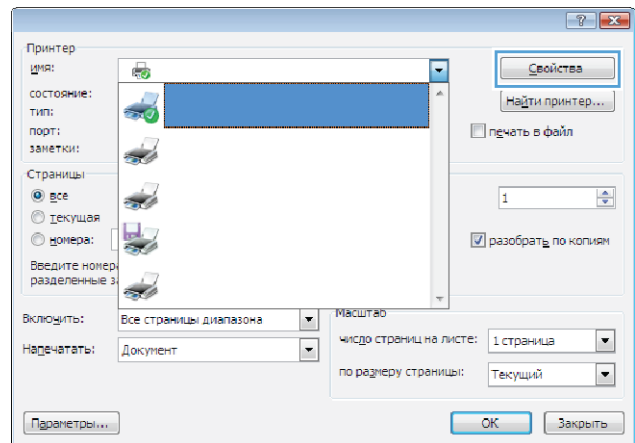 Принтер
имя:
Свойства
состояние:
Найти принтер...
тип:
порт:
печать в файл
заметки:
Страницы
все
1
текущая
номера:
разобрать по копиям
Введите
разделенные
Включить: Все страницы диапазона
Масштаб
число страниц на листе: 1 страница
Напечатать: Документ
по размеру страницы: Текущий
Параметры...
ОК
Закрыть